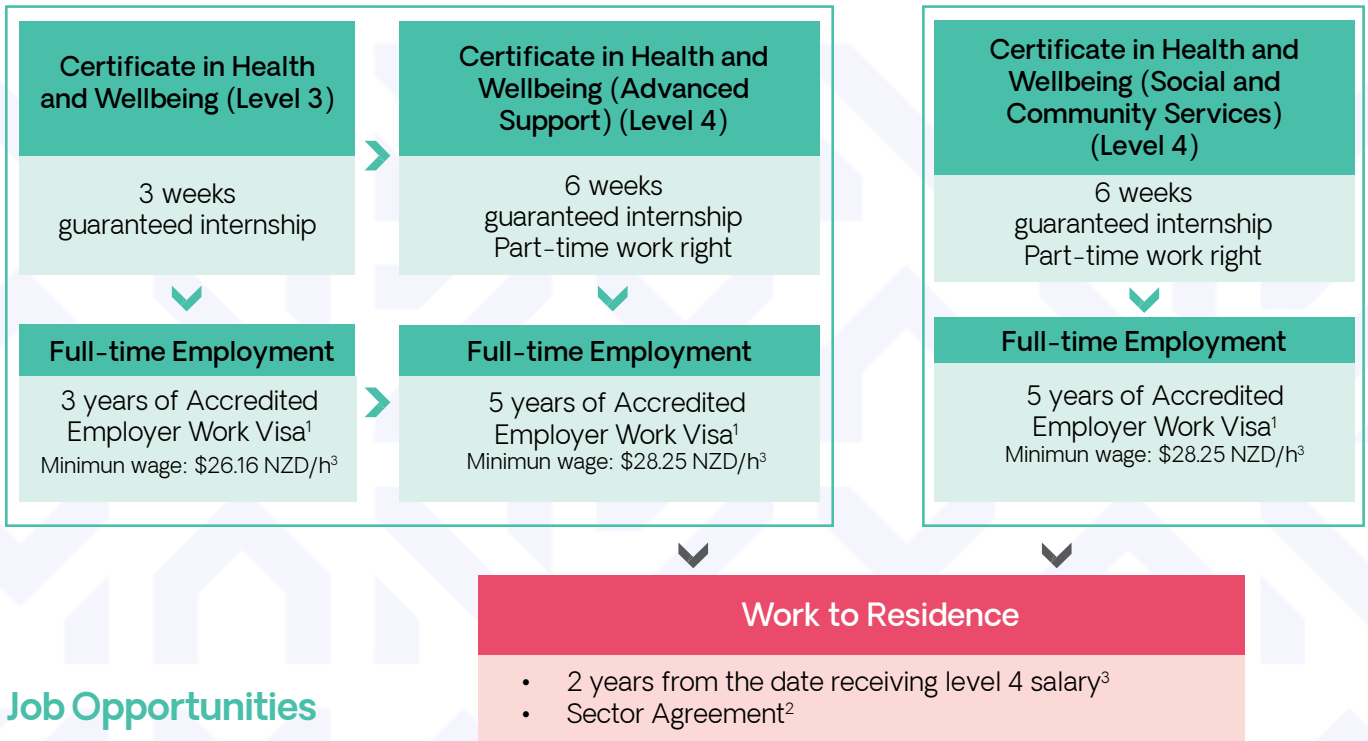 Certificate in Health
and Wellbeing (Level 3)
3 weeks
guaranteed internship
Full-time Employment
3 years of Accredited
Employer Work Visa¹
Minimun wage: $26.16 NZD/h³
Certificate in Health and
Wellbeing (Advanced
Support) (Level 4)
6 weeks
guaranteed internship
Part-time work right
Full-time Employment
5 years of Accredited
Employer Work Visa¹
Minimun wage: $28.25 NZD/h³
Certificate in Health and
Wellbeing (Social and
Community Services)
(Level 4)
6 weeks
guaranteed internship
Part-time work right
Full-time Employment
5 years of Accredited
Employer Work Visa¹
Minimun wage: $28.25 NZD/h³
Work to Residence
• 2 years from the date receiving level 4 salary³
• Sector Agreement²
Job Opportunities